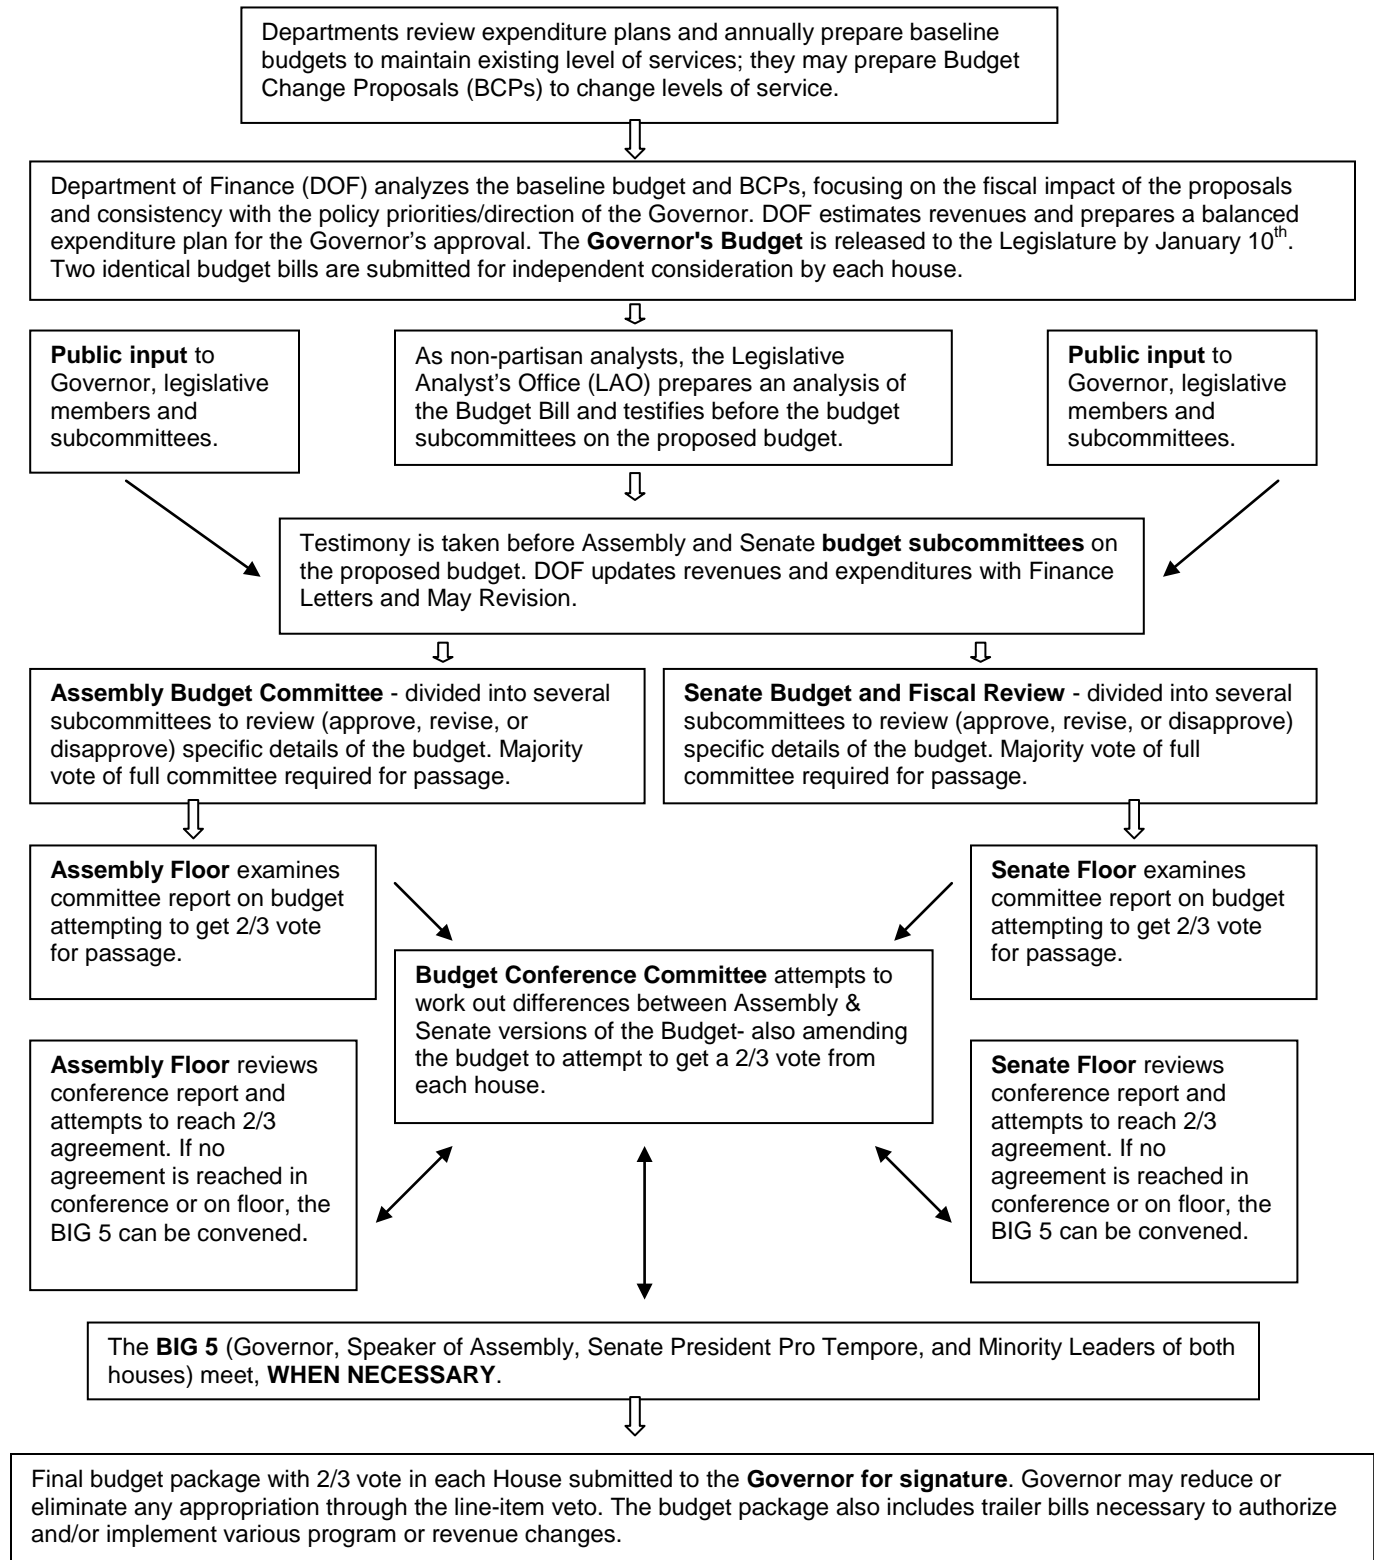 Departments review expenditure plans and annually prepare baseline
budgets to maintain existing level of services; they may prepare Budget
Change Proposals (BCPs) to change levels of service.
Department of Finance (DOF) analyzes the baseline budget and BCPs, focusing on the fiscal impact of the proposals
and consistency with the policy priorities/direction of the Governor. DOF estimates revenues and prepares a balanced
expenditure plan for the Governor’s approval. The Governor's Budget is released to the Legislature by January 10th.
Two identical budget bills are submitted for independent consideration by each house.
Public input to
Governor, legislative
members and
subcommittees.
As non-partisan analysts, the Legislative
Analyst’s Office (LAO) prepares an analysis of
the Budget Bill and testifies before the budget
subcommittees on the proposed budget.
Public input to
Governor, legislative
members and
subcommittees.
Testimony is taken before Assembly and Senate budget subcommittees on
the proposed budget. DOF updates revenues and expenditures with Finance
Letters and May Revision.
Assembly Budget Committee - divided into several
subcommittees to review (approve, revise, or
disapprove) specific details of the budget. Majority
vote of full committee required for passage.
Senate Budget and Fiscal Review - divided into several
subcommittees to review (approve, revise, or disapprove)
specific details of the budget. Majority vote of full
committee required for passage.
Assembly Floor examines
committee report on budget
attempting to get 2/3 vote
for passage.
Senate Floor examines
committee report on budget
attempting to get 2/3 vote
for passage.
Budget Conference Committee attempts to
work out differences between Assembly &
Senate versions of the Budget- also amending
the budget to attempt to get a 2/3 vote from
each house.
Assembly Floor reviews
conference report and
attempts to reach 2/3
agreement. If no
agreement is reached in
conference or on floor, the
BIG 5 can be convened.
Senate Floor reviews
conference report and
attempts to reach 2/3
agreement. If no
agreement is reached in
conference or on floor, the
BIG 5 can be convened.
The BIG 5 (Governor, Speaker of Assembly, Senate President Pro Tempore, and Minority Leaders of both
houses) meet, WHEN NECESSARY.
Final budget package with 2/3 vote in each House submitted to the Governor for signature. Governor may reduce or
eliminate any appropriation through the line-item veto. The budget package also includes trailer bills necessary to authorize
and/or implement various program or revenue changes.